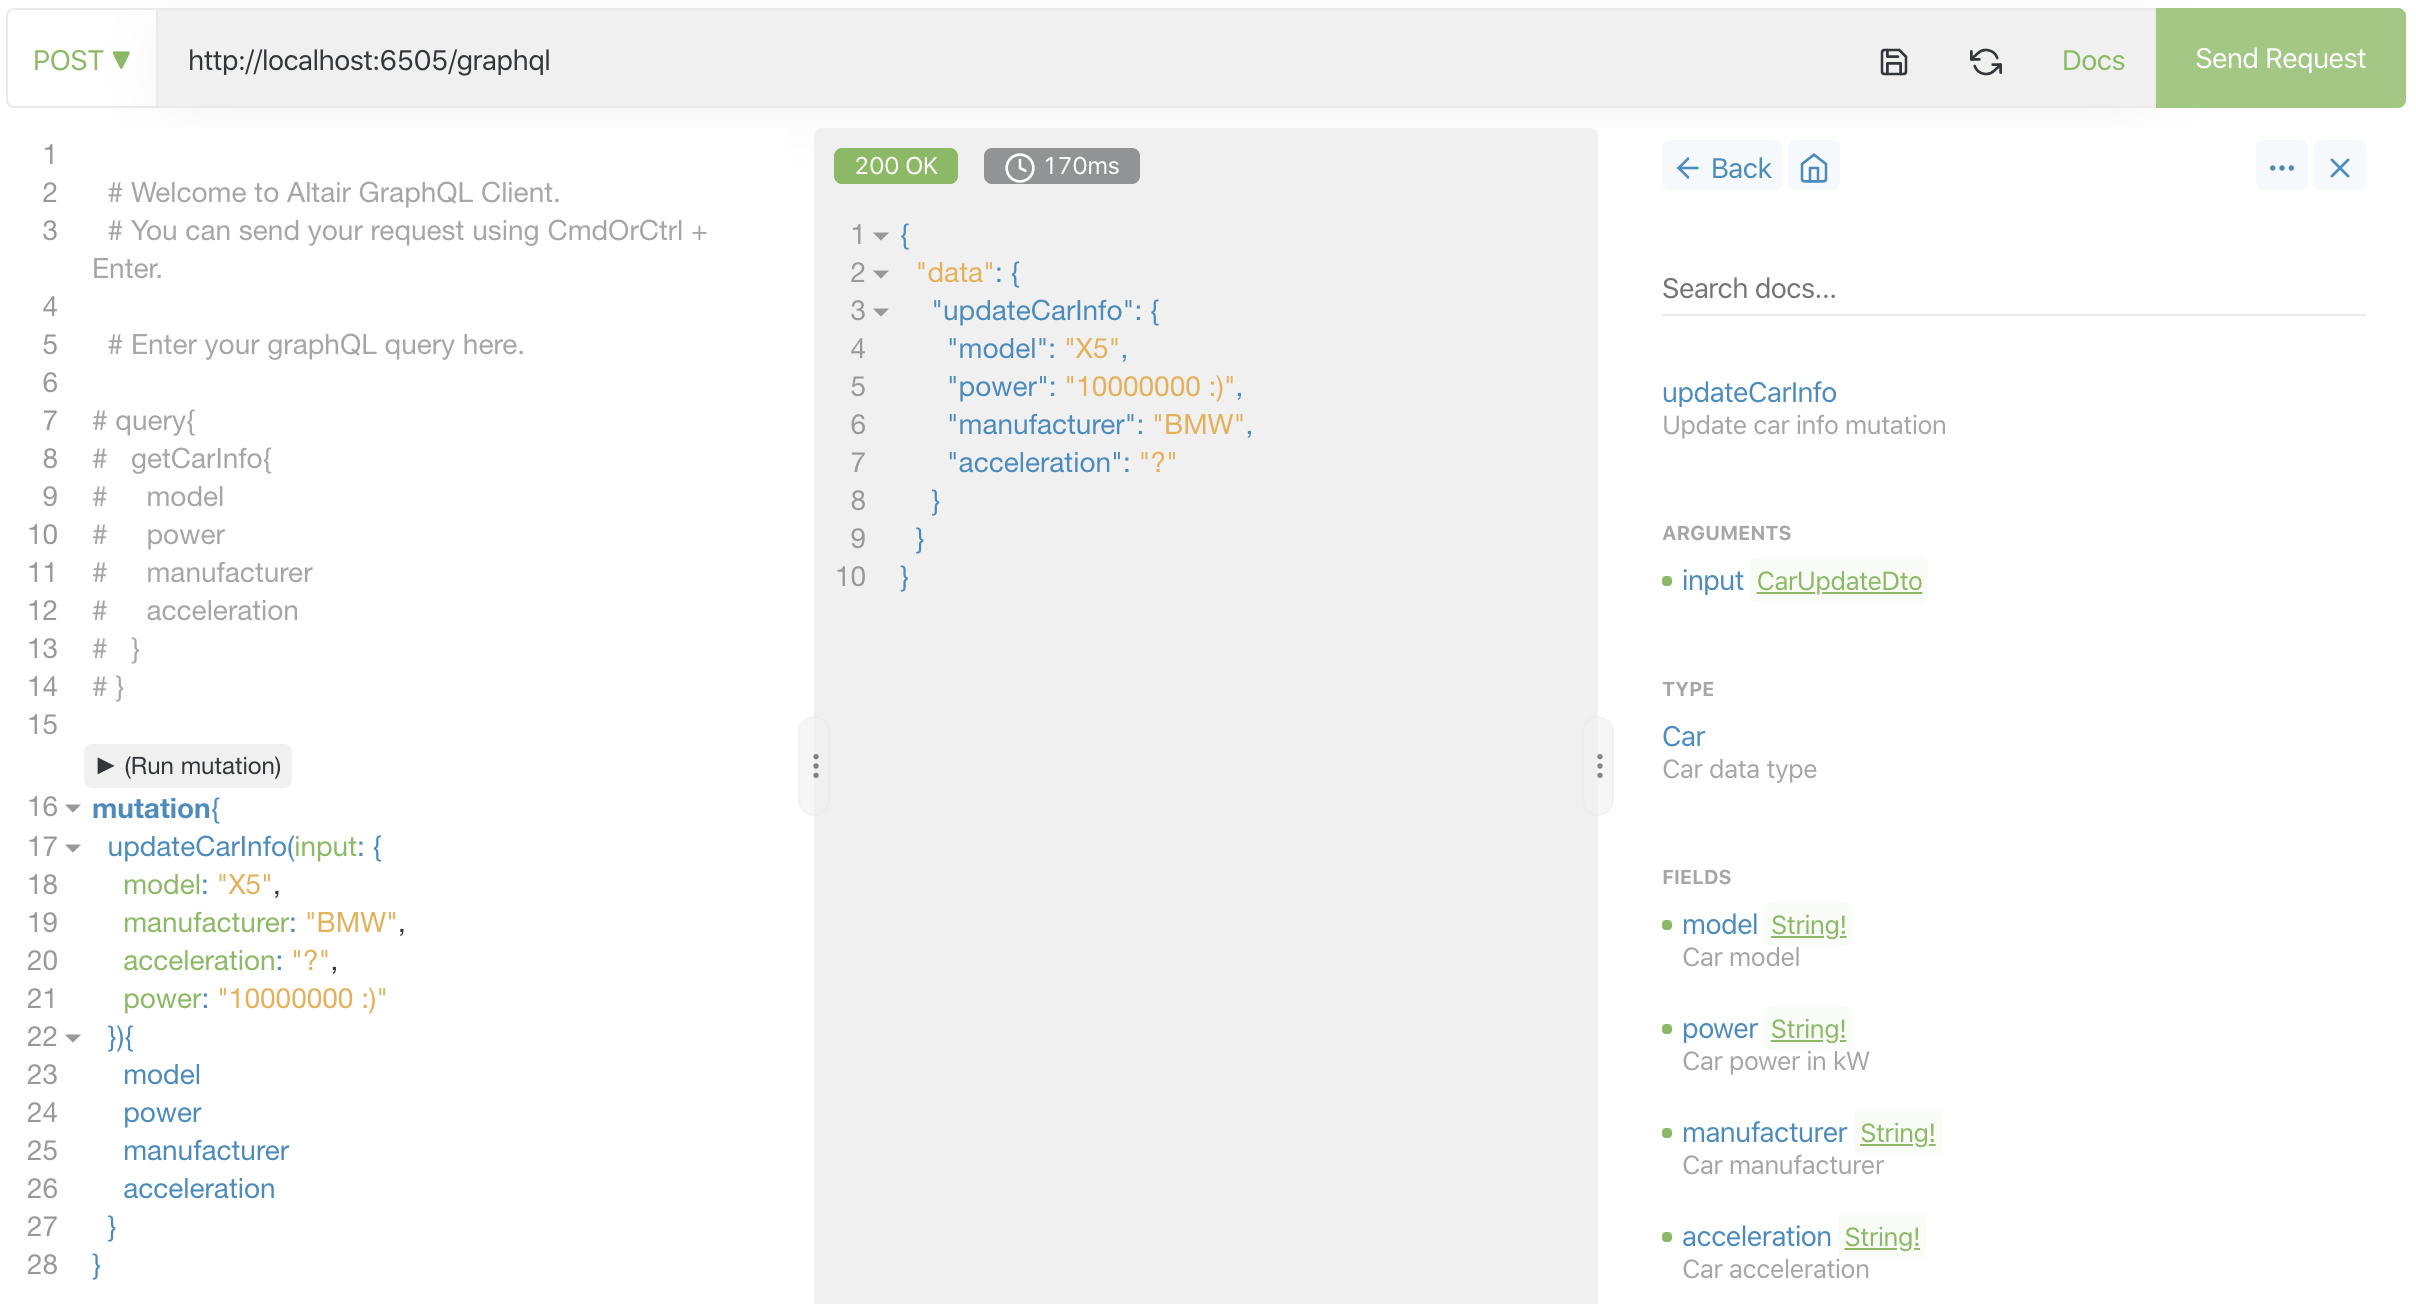 POST ▼ http://localhost:6505/graphql Docs Send Request
1
2 # Welcome to Altair GraphQL Client.
3 # You can send your request using CmdOrCtrl +
Enter.
4
5 # Enter your graphQL query here.
6
7 # query{
8 # getCarInfo{
9 # model
10 # power
11 # manufacturer
12 # acceleration
13 # }
14 # }
15
▶ (Run mutation)
16 mutation{
17 updateCarInfo(input: {
18 model: "X5",
19 manufacturer: "BMW",
20 acceleration: "?",
21 power: "10000000 :)"
22 }){
23 model
24 power
25 manufacturer
26 acceleration
27 }
28 }
200 OK 170ms
1 {
2 "data": {
3 "updateCarInfo": {
4 "model": "X5",
5 "power": "10000000 :)",
6 "manufacturer": "BMW",
7 "acceleration": "?"
8 }
9 }
10 }
Back
Search docs...
updateCarInfo
Update car info mutation
ARGUMENTS
input CarUpdateDto
TYPE
Car
Car data type
FIELDS
model String!
Car model
power String!
Car power in kW
manufacturer String!
Car manufacturer
acceleration String!
Car acceleration